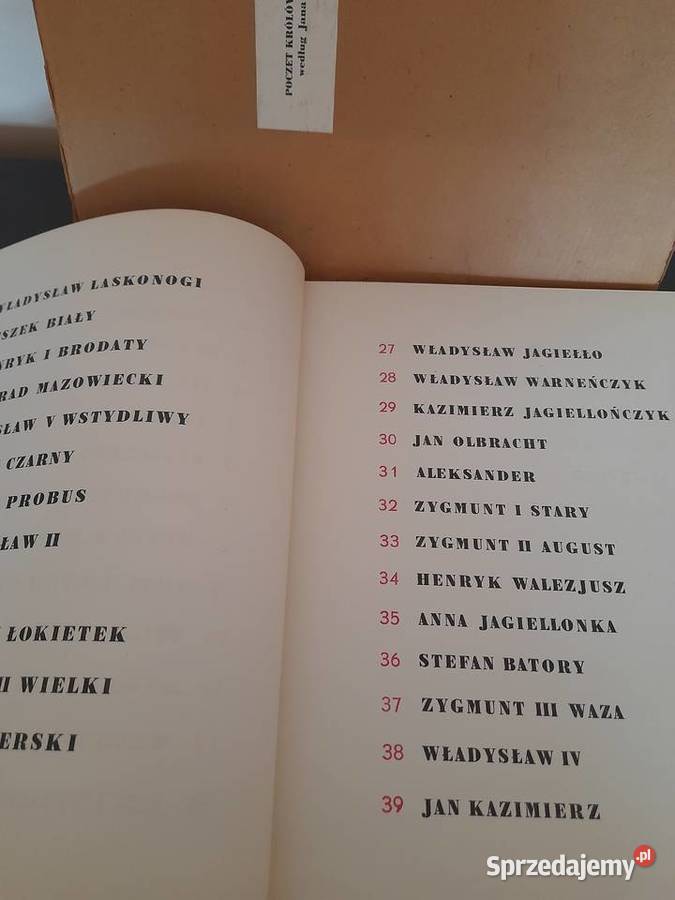 POCZET KRÓLÓW
według Jana
WŁADYSŁAW LASKONOGI
SZEK BIAŁY
NRYK I BRODATY
RAD MAZOWIECKI
SŁAW V WSTYDLIWY
CZARNY
PROBUS
ŁAW II
ŁOKIETEK
II WIELKI
ERSKI
27 WŁADYSŁAW JAGIEŁŁO
28 WŁADYSŁAW WARNEŃCZYK
29 KAZIMIERZ JAGIELLOŃCZYK
30 JAN OLBRACHT
31 ALEKSANDER
32 ZYGMUNT I STARY
33 ZYGMUNT II AUGUST
34 HENRYK WALEZJUSZ
35 ANNA JAGIELLONKA
36 STEFAN BATORY
37 ZYGMUNT III WAZA
38 WŁADYSŁAW IV
39 JAN KAZIMIERZ
Sprzedajemy.pl